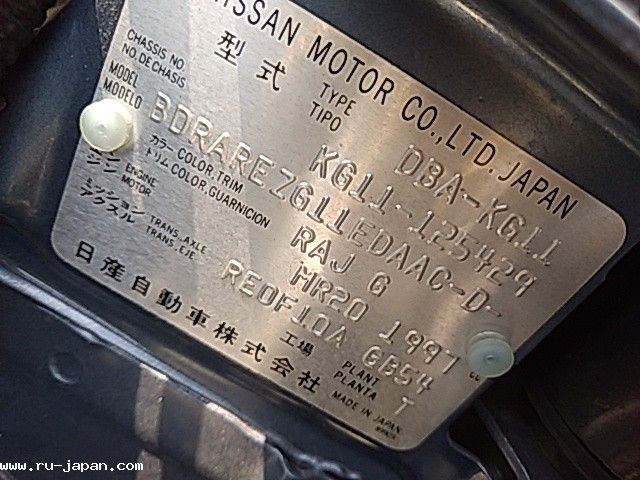 NISSAN MOTOR CO.,LTD. JAPAN
型式 TYPE TIPO DBA-KG11
CHASSIS NO. NO. DE CHASIS KG11-125429
MODEL MODELO BDRAREZG11EDAAC-D-
カラー トリム COLOR,TRIM COLOR,GUARNICION RAJ G
エンジン ENGINE MOTOR MR20 1997 cc
ミッション アクスル TRANS.,AXLE TRANS.,EJE RE0F10A GB54
工場 PLANT PLANTA T
日産自動車株式会社 MADE IN JAPAN
www.ru-japan.com